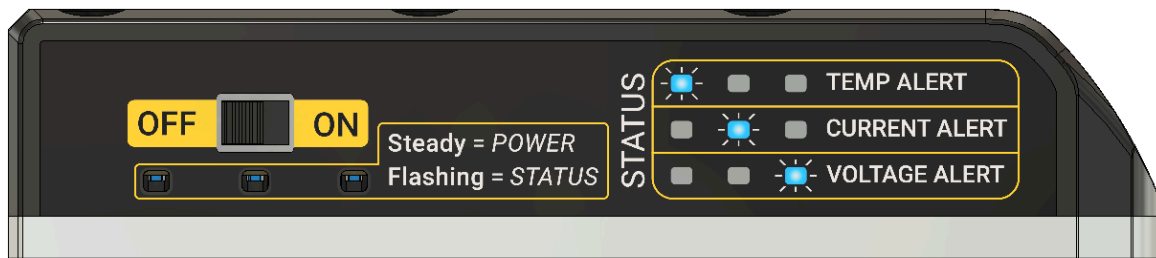 OFF ON
Steady = POWER
Flashing = STATUS
STATUS
TEMP ALERT
CURRENT ALERT
VOLTAGE ALERT